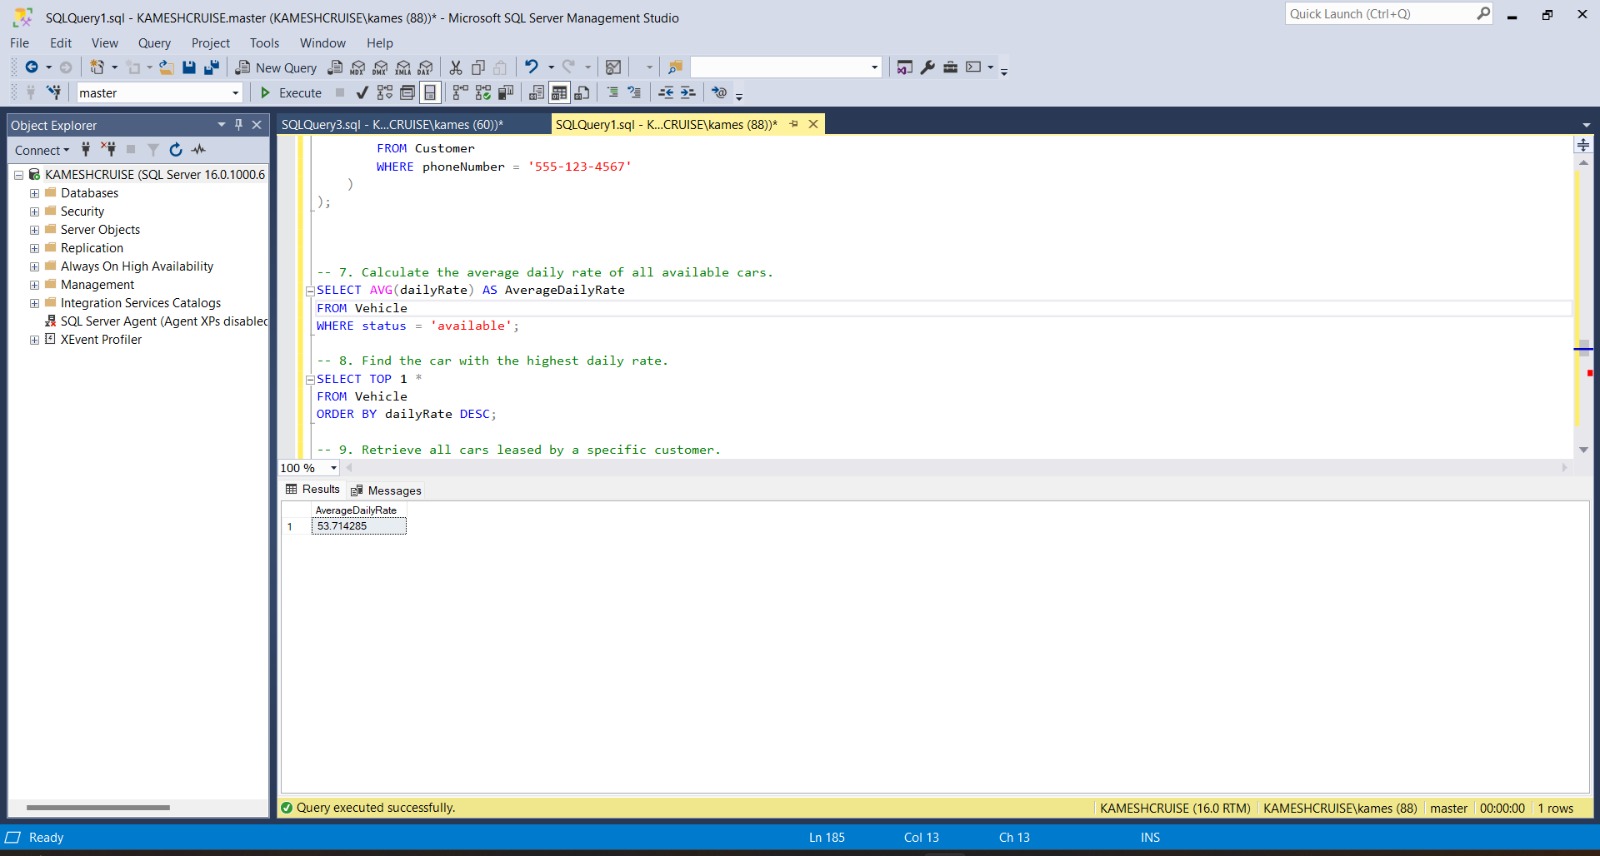 SQLQuery1.sql - KAMESHCRUISE.master (KAMESHCRUISE\kames (88))* - Microsoft SQL Server Management Studio
Quick Launch (Ctrl+Q)
File Edit View Query Project Tools Window Help
New Query
MDX DMX XMLA DAX
master
Execute
Object Explorer
Connect
KAMESHCRUISE (SQL Server 16.0.1000.6
Databases
Security
Server Objects
Replication
Always On High Availability
Management
Integration Services Catalogs
SQL Server Agent (Agent XPs disabled
XEvent Profiler
SQLQuery3.sql - K...CRUISE\kames (60))*
SQLQuery1.sql - K...CRUISE\kames (88))*
FROM Customer
WHERE phoneNumber = '555-123-4567'
)
);
-- 7. Calculate the average daily rate of all available cars.
SELECT AVG(dailyRate) AS AverageDailyRate
FROM Vehicle
WHERE status = 'available';
-- 8. Find the car with the highest daily rate.
SELECT TOP 1 *
FROM Vehicle
ORDER BY dailyRate DESC;
-- 9. Retrieve all cars leased by a specific customer.
100 %
Results Messages
AverageDailyRate
1 53.714285
Query executed successfully.
KAMESHCRUISE (16.0 RTM) KAMESHCRUISE\kames (88) master 00:00:00 1 rows
Ready
Ln 185 Col 13 Ch 13 INS